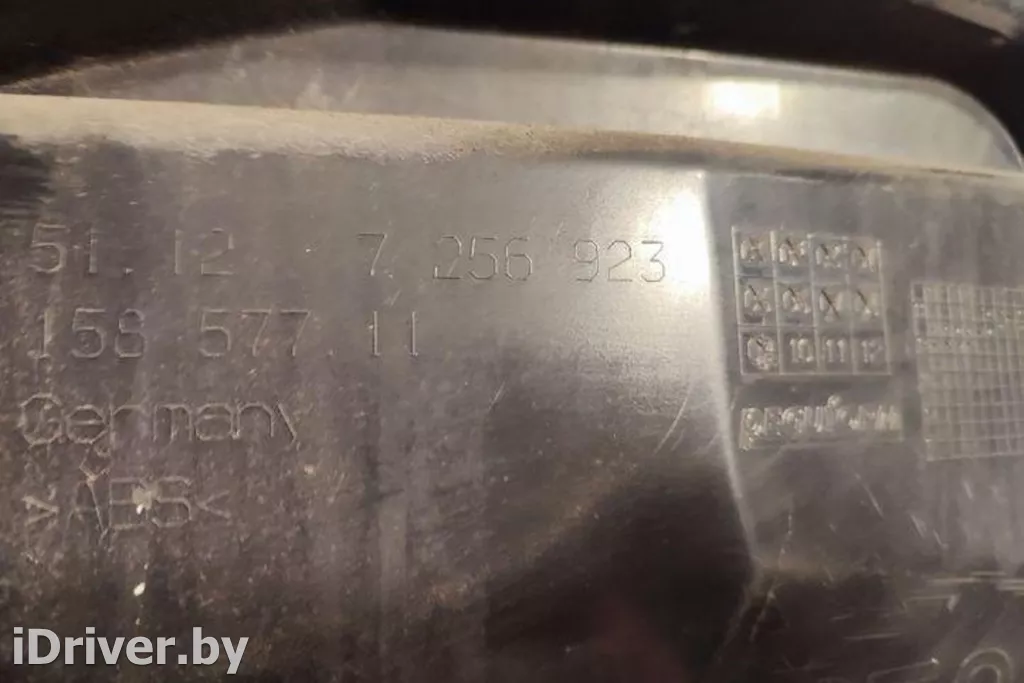 51.12 - 7 256 923
158 577.11
Germany
>ABS<
10 11 12
iDriver.by